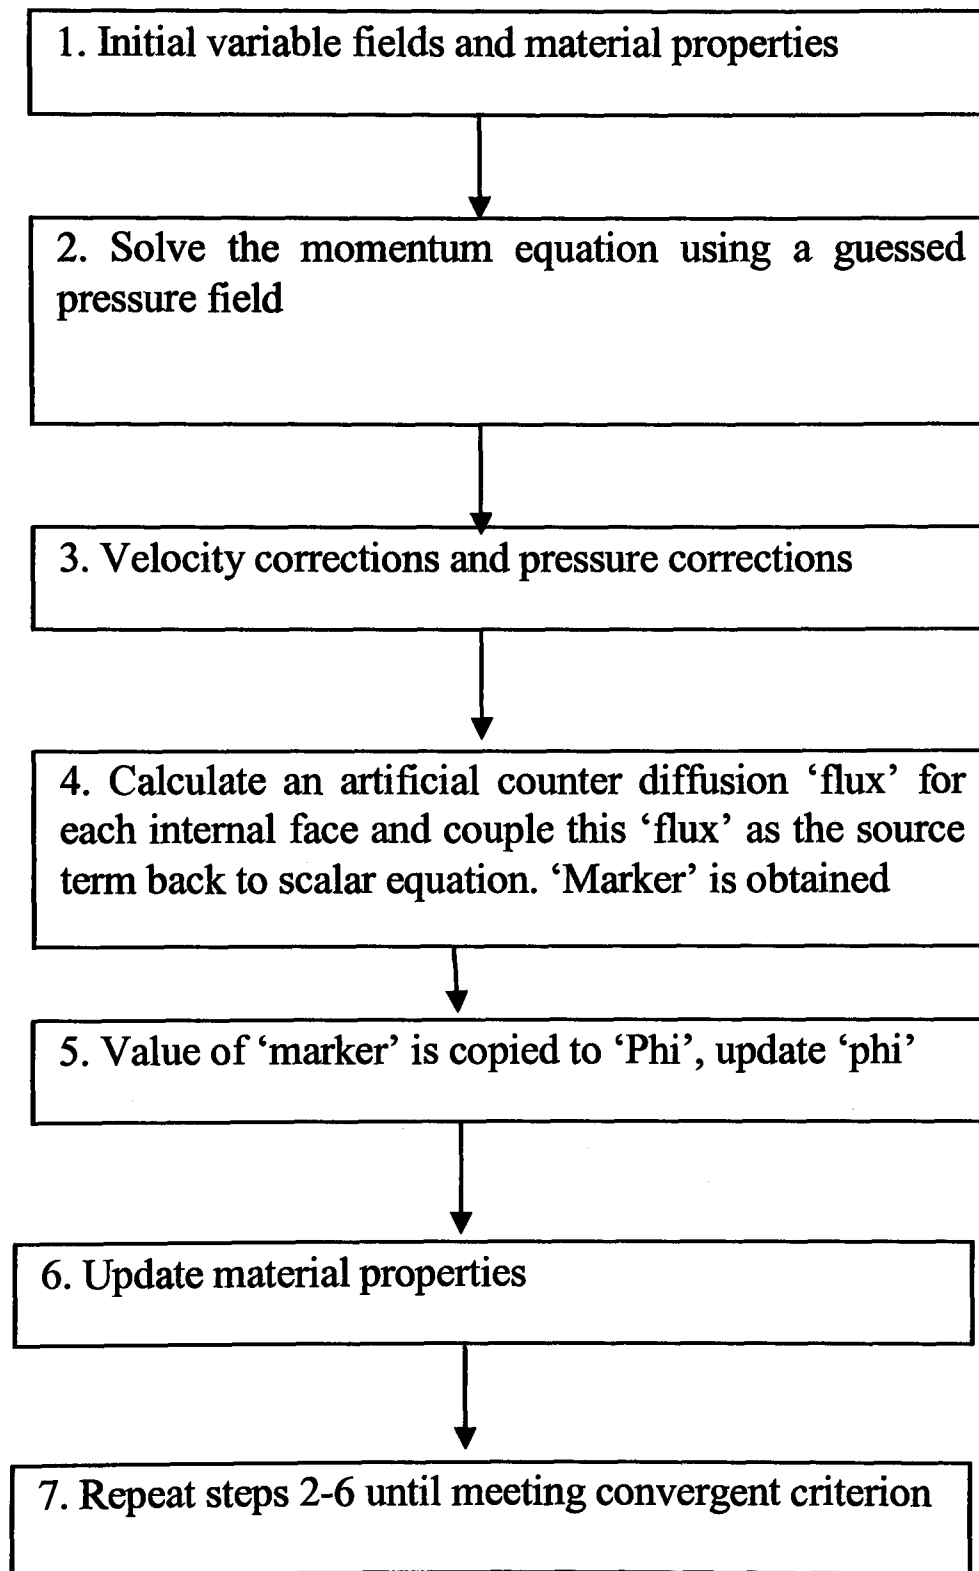 1. Initial variable fields and material properties
2. Solve the momentum equation using a guessed
pressure field
3. Velocity corrections and pressure corrections
4. Calculate an artificial counter diffusion ‘flux’ for
each internal face and couple this ‘flux’ as the source
term back to scalar equation. ‘Marker’ is obtained
5. Value of ‘marker’ is copied to ‘Phi’, update ‘phi’
6. Update material properties
7. Repeat steps 2-6 until meeting convergent criterion